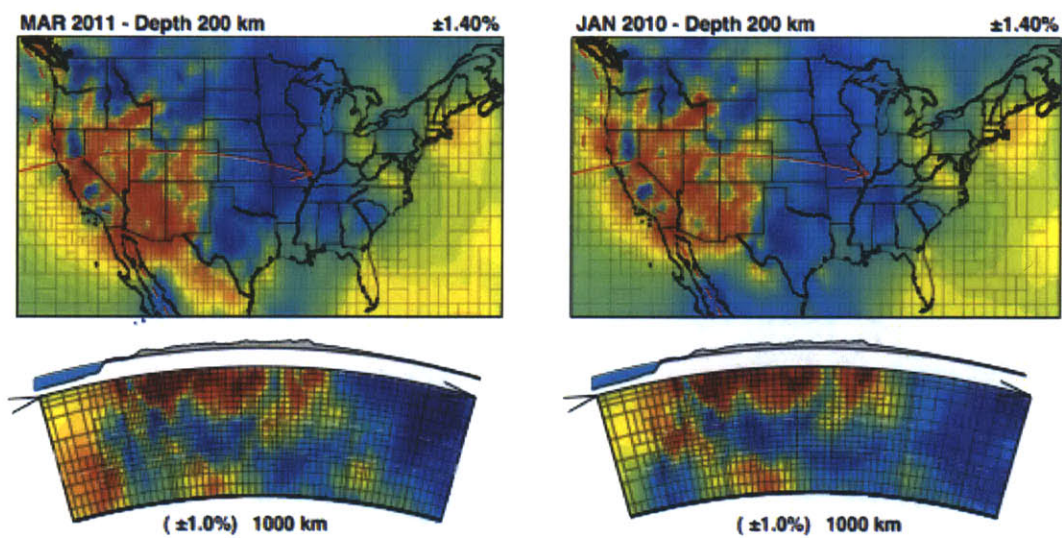 MAR 2011 - Depth 200 km ±1.40%
JAN 2010 - Depth 200 km ±1.40%
( ±1.0%) 1000 km
( ±1.0%) 1000 km